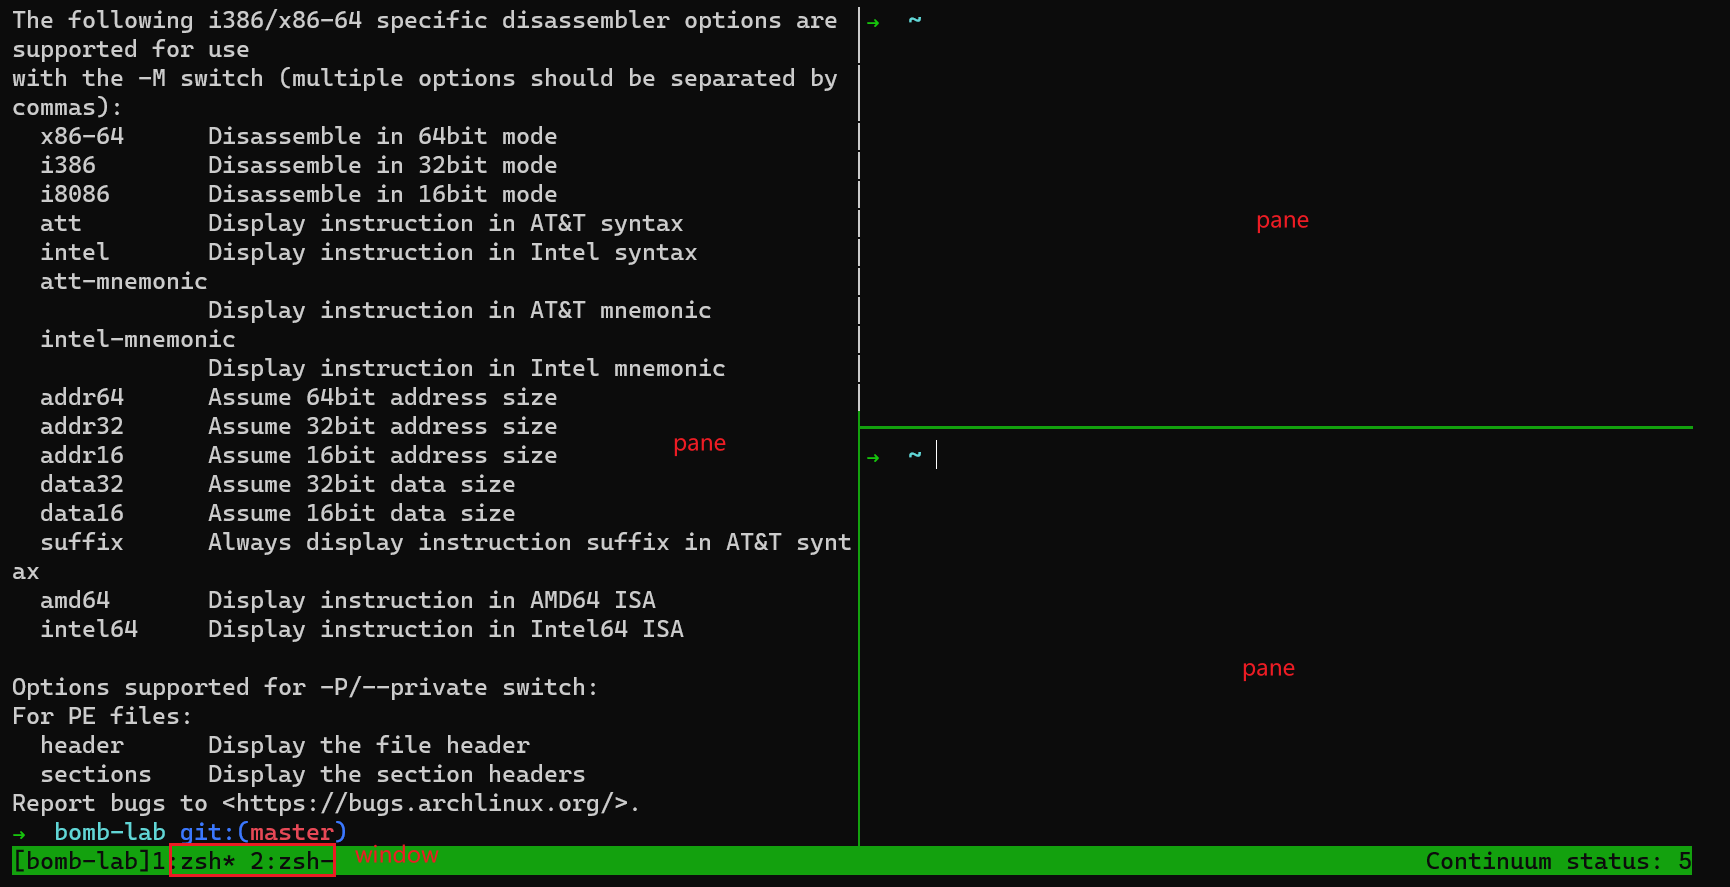 The following i386/x86-64 specific disassembler options are
supported for use
with the -M switch (multiple options should be separated by
commas):
  x86-64      Disassemble in 64bit mode
  i386        Disassemble in 32bit mode
  i8086       Disassemble in 16bit mode
  att         Display instruction in AT&T syntax
  intel       Display instruction in Intel syntax
  att-mnemonic
              Display instruction in AT&T mnemonic
  intel-mnemonic
              Display instruction in Intel mnemonic
  addr64      Assume 64bit address size
  addr32      Assume 32bit address size
  addr16      Assume 16bit address size
  data32      Assume 32bit data size
  data16      Assume 16bit data size
  suffix      Always display instruction suffix in AT&T synt
ax
  amd64       Display instruction in AMD64 ISA
  intel64     Display instruction in Intel64 ISA

Options supported for -P/--private switch:
For PE files:
  header      Display the file header
  sections    Display the section headers
Report bugs to <https://bugs.archlinux.org/>.
→  bomb-lab git:(master)
pane
→  ~
pane
→  ~
pane
[bomb-lab]1:zsh* 2:zsh-
window
Continuum status: 5